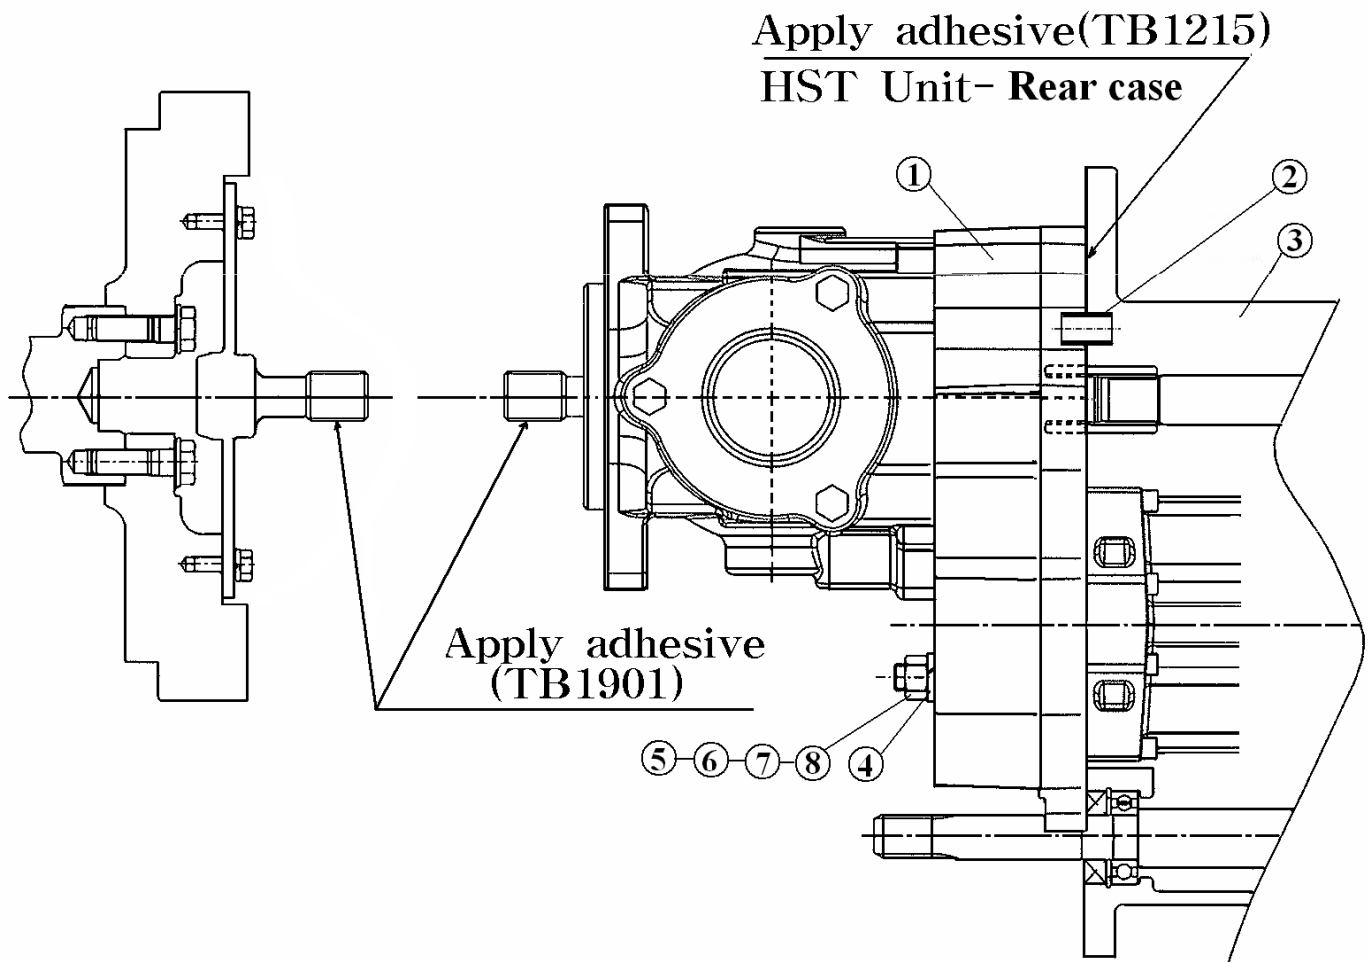 Apply adhesive(TB1215)
HST Unit- Rear case
1
2
3
Apply adhesive
(TB1901)
5 - 6 - 7 - 8 4